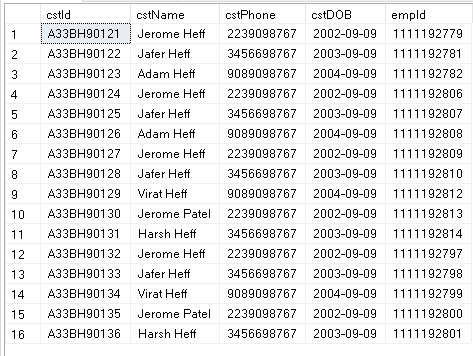 cstId cstName cstPhone cstDOB empId
1 A33BH90121 Jerome Heff 2239098767 2002-09-09 1111192779
2 A33BH90122 Jafer Heff 3456698767 2003-09-09 1111192781
3 A33BH90123 Adam Heff 9089098767 2004-09-09 1111192782
4 A33BH90124 Jerome Heff 2239098767 2002-09-09 1111192806
5 A33BH90125 Jafer Heff 3456698767 2003-09-09 1111192807
6 A33BH90126 Adam Heff 9089098767 2004-09-09 1111192808
7 A33BH90127 Jerome Heff 2239098767 2002-09-09 1111192809
8 A33BH90128 Jafer Heff 3456698767 2003-09-09 1111192810
9 A33BH90129 Virat Heff 9089098767 2004-09-09 1111192812
10 A33BH90130 Jerome Patel 2239098767 2002-09-09 1111192813
11 A33BH90131 Harsh Heff 3456698767 2003-09-09 1111192814
12 A33BH90132 Jerome Heff 2239098767 2002-09-09 1111192797
13 A33BH90133 Jafer Heff 3456698767 2003-09-09 1111192798
14 A33BH90134 Virat Heff 9089098767 2004-09-09 1111192799
15 A33BH90135 Jerome Patel 2239098767 2002-09-09 1111192800
16 A33BH90136 Harsh Heff 3456698767 2003-09-09 1111192801